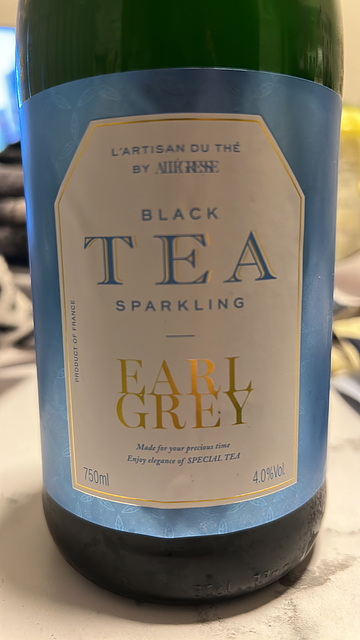 L'ARTISAN DU THÉ
BY ALLÉGRESSE
BLACK
TEA
SPARKLING
PRODUCT OF FRANCE
EARL
GREY
Made for your precious time
Enjoy elegance of SPECIAL TEA
750ml
4.0%Vol.